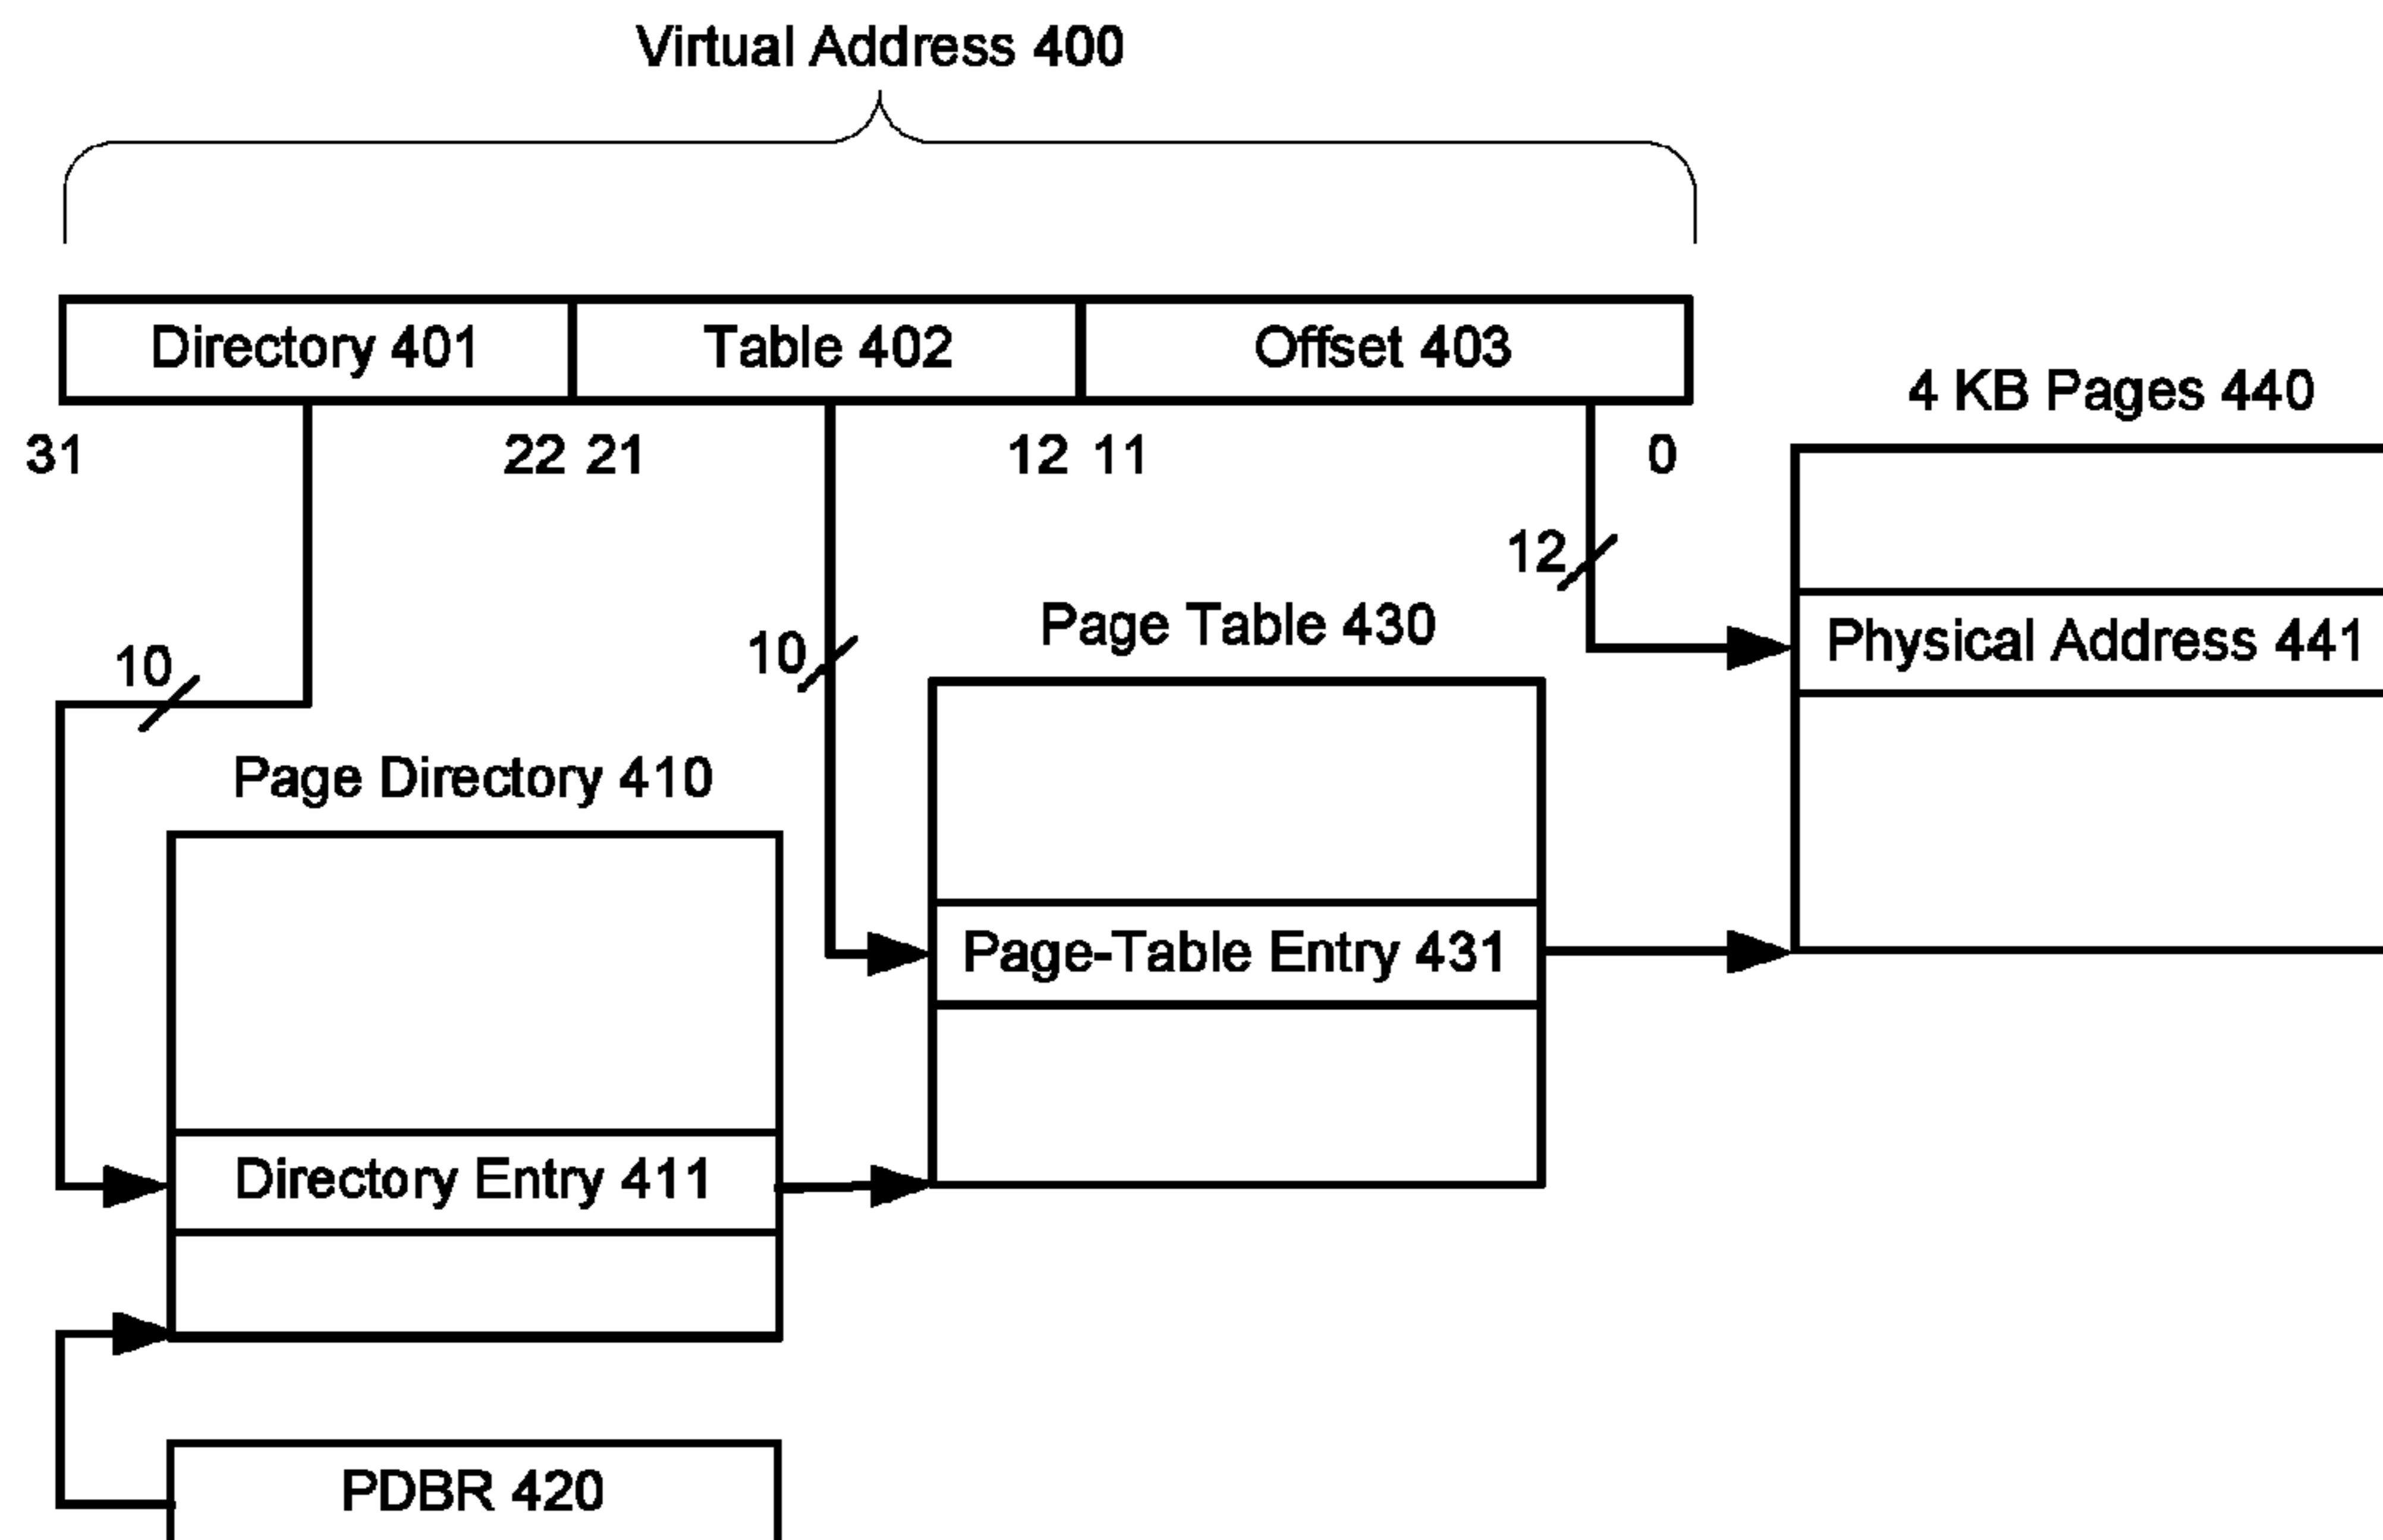 Virtual Address 400
Directory 401
Table 402
Offset 403
4 KB Pages 440
31
22 21
12 11
0
12
Page Table 430
Physical Address 441
10
10
Page Directory 410
Page-Table Entry 431
Directory Entry 411
PDBR 420